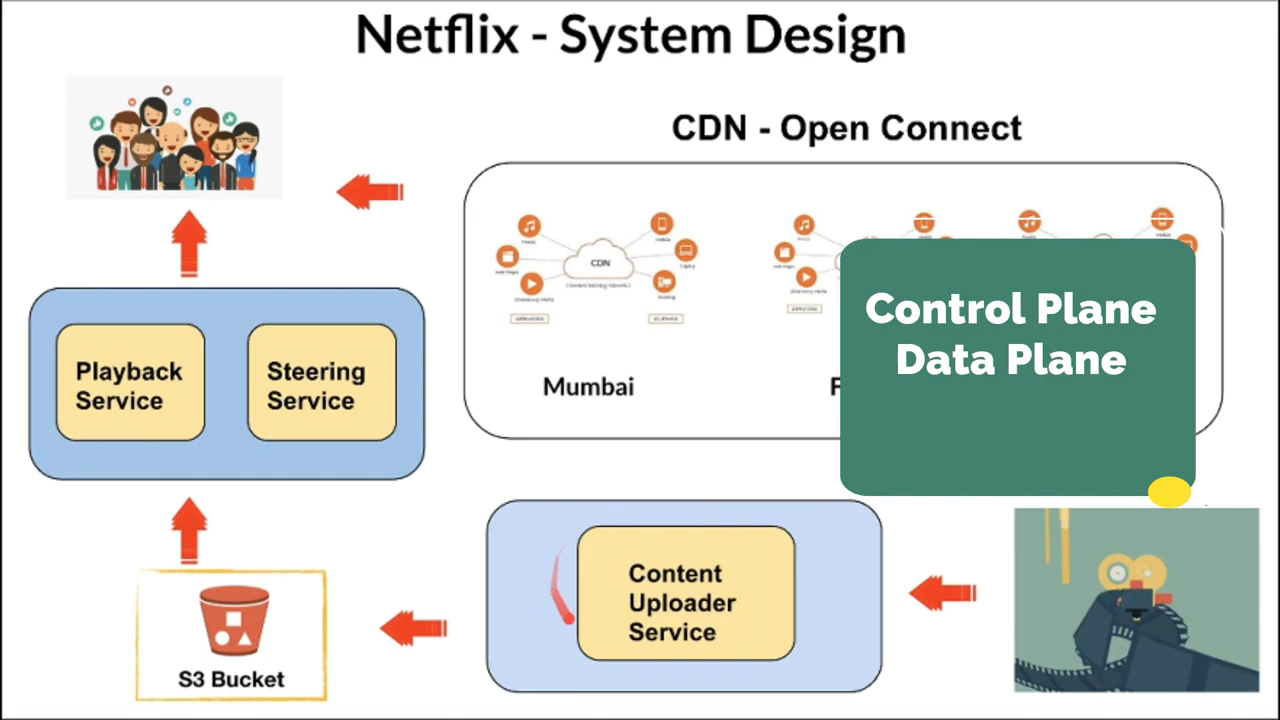 Netflix - System Design
CDN - Open Connect
CDN
Mumbai
F
Control Plane
Data Plane
Playback
Service
Steering
Service
Content
Uploader
Service
S3 Bucket